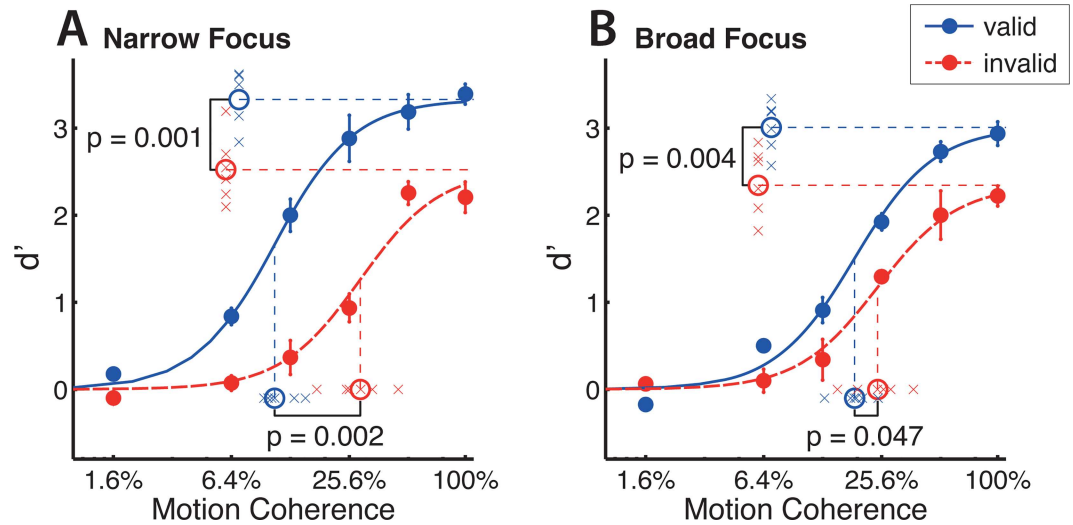 A Narrow Focus
B Broad Focus
valid
invalid
3
2
1
0
d'
p = 0.001
p = 0.002
1.6%
6.4%
25.6%
100%
Motion Coherence
3
2
1
0
d'
p = 0.004
p = 0.047
1.6%
6.4%
25.6%
100%
Motion Coherence